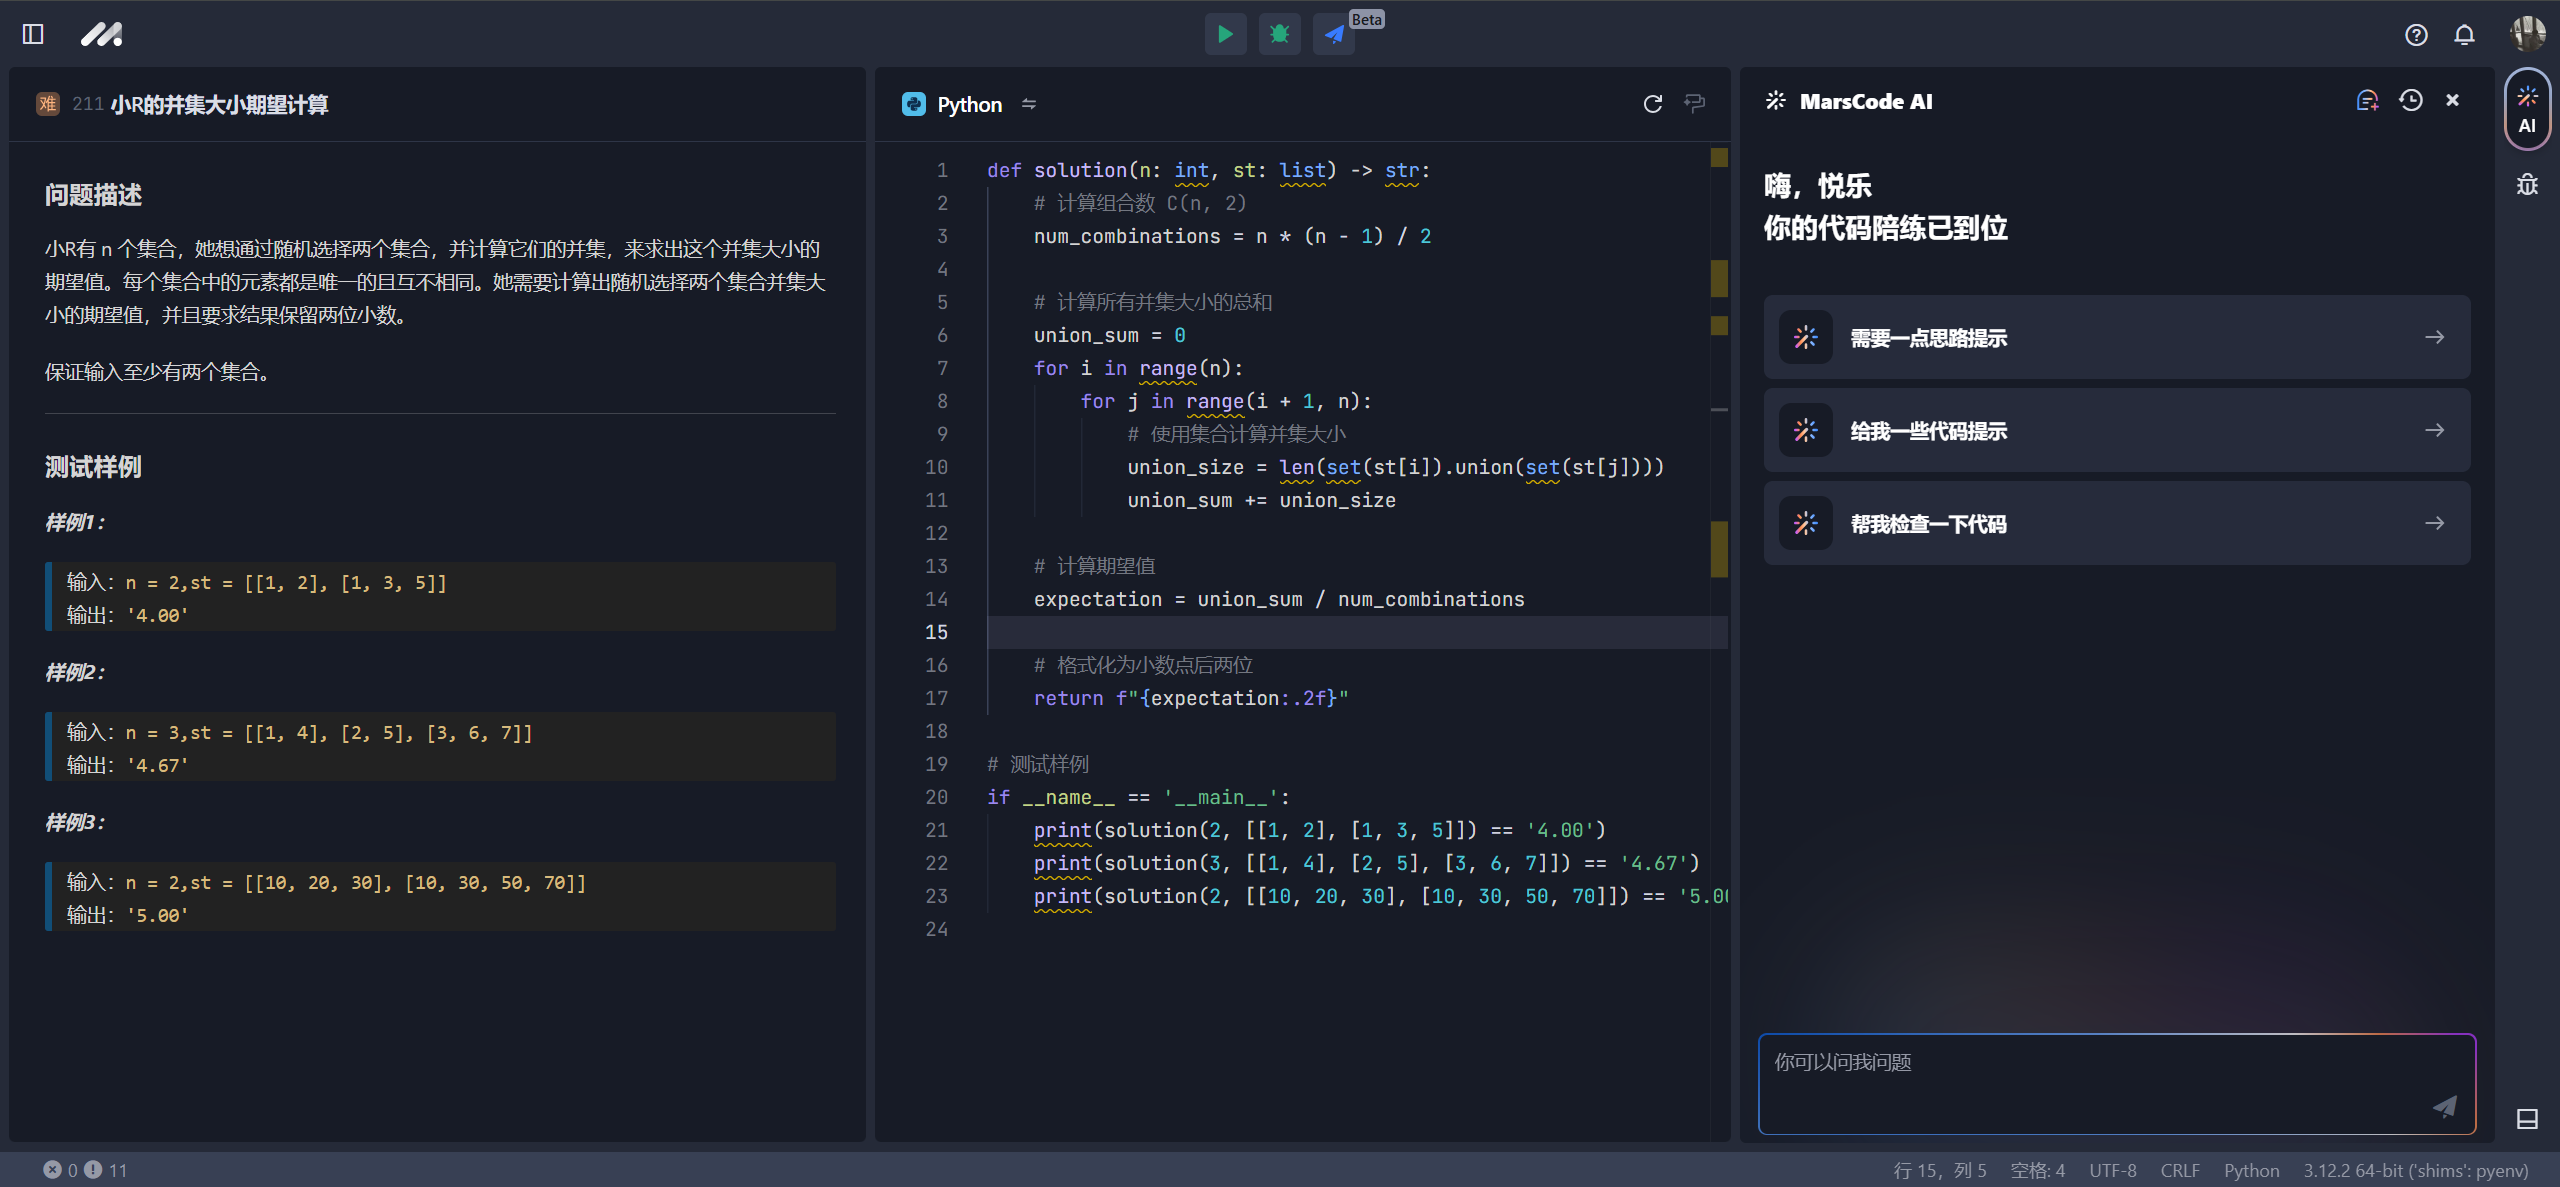 Beta
难 211 小R的并集大小期望计算
问题描述
小R有 n 个集合，她想通过随机选择两个集合，并计算它们的并集，来求出这个并集大小的
期望值。每个集合中的元素都是唯一的且互不相同。她需要计算出随机选择两个集合并集大
小的期望值，并且要求结果保留两位小数。
保证输入至少有两个集合。
测试样例
样例1：
输入：n = 2,st = [[1, 2], [1, 3, 5]]
输出：'4.00'
样例2：
输入：n = 3,st = [[1, 4], [2, 5], [3, 6, 7]]
输出：'4.67'
样例3：
输入：n = 2,st = [[10, 20, 30], [10, 30, 50, 70]]
输出：'5.00'
Python
1 def solution(n: int, st: list) -> str:
2 # 计算组合数 C(n, 2)
3 num_combinations = n * (n - 1) / 2
4
5 # 计算所有并集大小的总和
6 union_sum = 0
7 for i in range(n):
8 for j in range(i + 1, n):
9 # 使用集合计算并集大小
10 union_size = len(set(st[i]).union(set(st[j])))
11 union_sum += union_size
12
13 # 计算期望值
14 expectation = union_sum / num_combinations
15
16 # 格式化为小数点后两位
17 return f"{expectation:.2f}"
18
19 # 测试样例
20 if __name__ == '__main__':
21 print(solution(2, [[1, 2], [1, 3, 5]]) == '4.00')
22 print(solution(3, [[1, 4], [2, 5], [3, 6, 7]]) == '4.67')
23 print(solution(2, [[10, 20, 30], [10, 30, 50, 70]]) == '5.00
24
MarsCode AI
嗨，悦乐
你的代码陪练已到位
需要一点思路提示
给我一些代码提示
帮我检查一下代码
你可以问我问题
AI
0 11
行 15，列 5 空格: 4 UTF-8 CRLF Python 3.12.2 64-bit ('shims': pyenv)